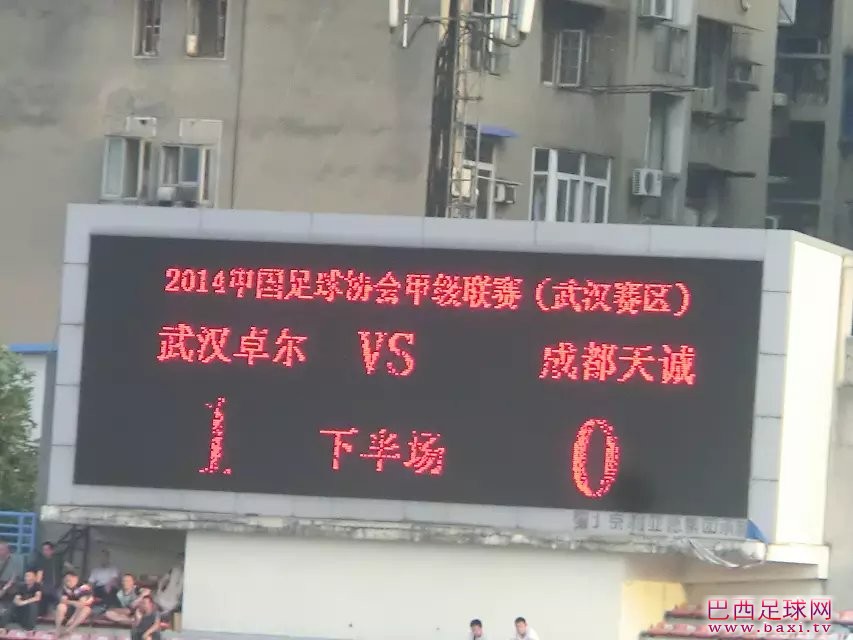 2014中国足球协会甲级联赛（武汉赛区）
武汉卓尔 VS 成都天诚
1 下半场 0
巴西足球网
www.baxi.tv